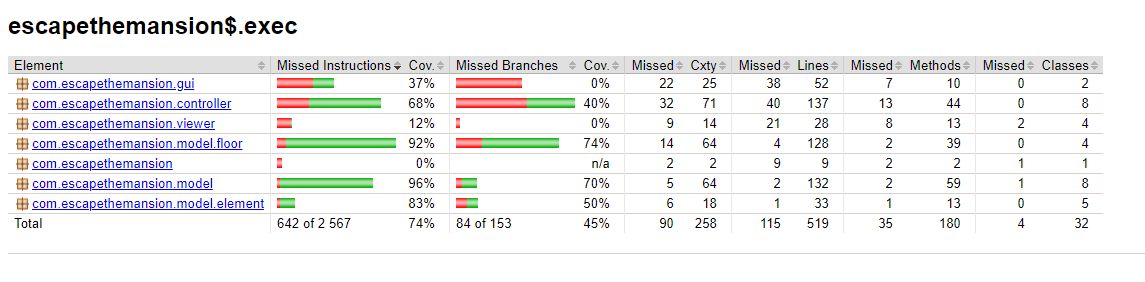 escapethemansion$.exec
Element Missed Instructions Cov. Missed Branches Cov. Missed Cxty Missed Lines Missed Methods Missed Classes
com.escapethemansion.gui 37% 0% 22 25 38 52 7 10 0 2
com.escapethemansion.controller 68% 40% 32 71 40 137 13 44 0 8
com.escapethemansion.viewer 12% 0% 9 14 21 28 8 13 2 4
com.escapethemansion.model.floor 92% 74% 14 64 4 128 2 39 0 4
com.escapethemansion 0% n/a 2 2 9 9 2 2 1 1
com.escapethemansion.model 96% 70% 5 64 2 132 2 59 1 8
com.escapethemansion.model.element 83% 50% 6 18 1 33 1 13 0 5
Total 642 of 2 567 74% 84 of 153 45% 90 258 115 519 35 180 4 32